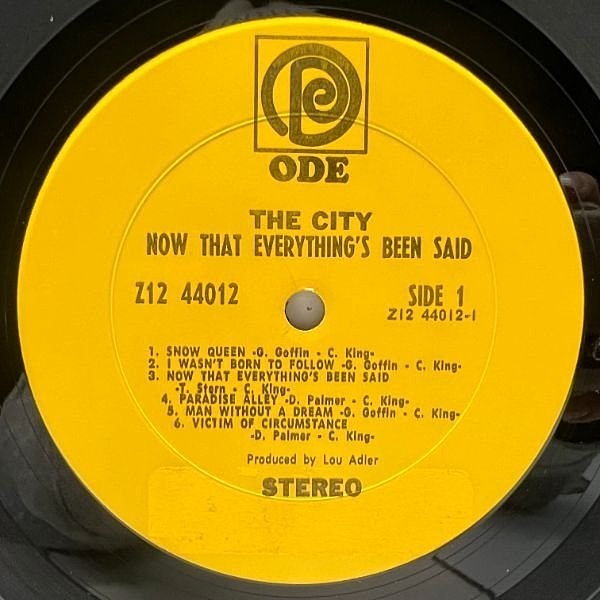 ODE
THE CITY
NOW THAT EVERYTHING'S BEEN SAID
Z12 44012 SIDE 1
Z12 44012-1
1. SNOW QUEEN -G. Goffin - C. King-
2. I WASN'T BORN TO FOLLOW -G. Goffin - C. King-
3. NOW THAT EVERYTHING'S BEEN SAID
-T. Stern - C. King-
4. PARADISE ALLEY -D. Palmer - C. King-
5. MAN WITHOUT A DREAM -G. Goffin - C. King-
6. VICTIM OF CIRCUMSTANCE
-D. Palmer - C. King-
Produced by Lou Adler
STEREO